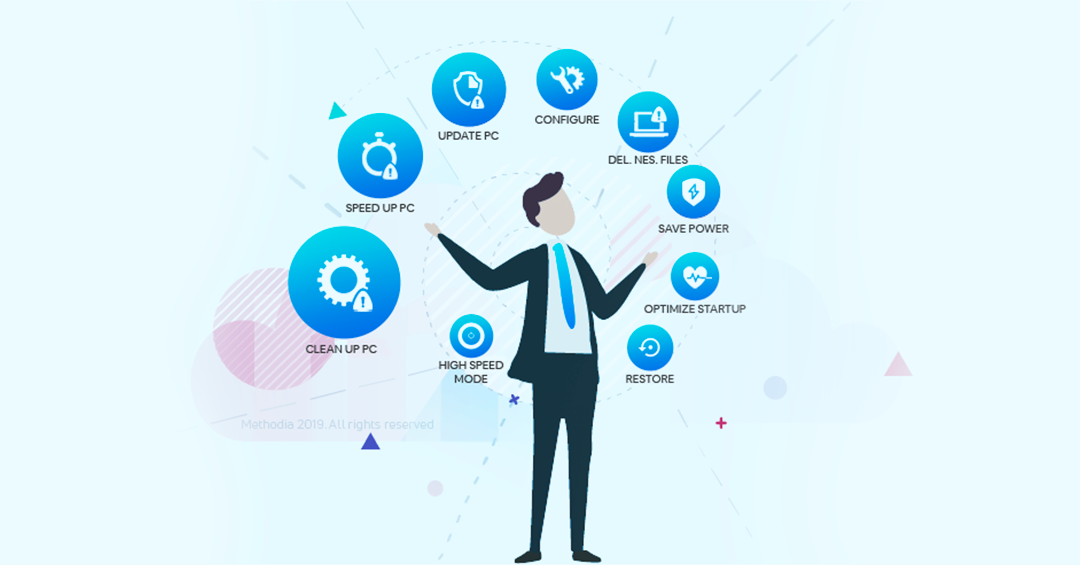 UPDATE PC
CONFIGURE
DEL. NES. FILES
SPEED UP PC
SAVE POWER
OPTIMIZE STARTUP
CLEAN UP PC
HIGH SPEED
MODE
RESTORE
Methodia 2019. All rights reserved